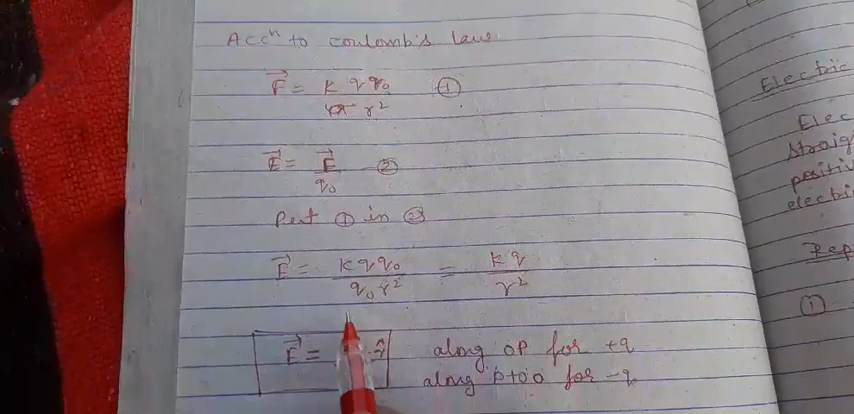 Accⁿ to coulomb's law
F⃗ = K q q₀ / r² ①
E⃗ = F⃗ / q₀ ②
Put ① in ②
E⃗ = K q q₀ / q₀ r² = K q / r²
E⃗ = r̂ along OP for +q
along P to O for -q
Electric
Elec
straig
positiv
electri
Rep
①